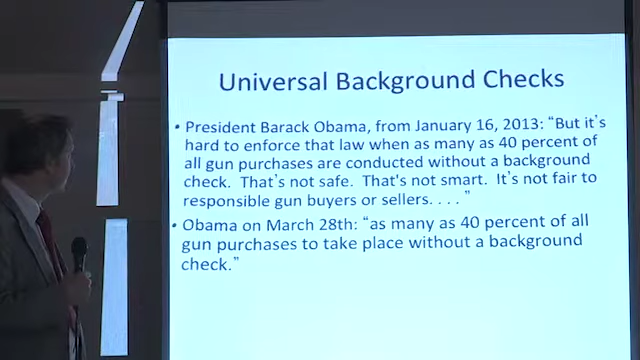 Universal Background Checks
• President Barack Obama, from January 16, 2013: “But it’s
hard to enforce that law when as many as 40 percent of
all gun purchases are conducted without a background
check.  That’s not safe.  That's not smart.  It’s not fair to
responsible gun buyers or sellers. . . . ”
• Obama on March 28th: “as many as 40 percent of all
gun purchases to take place without a background
check.”